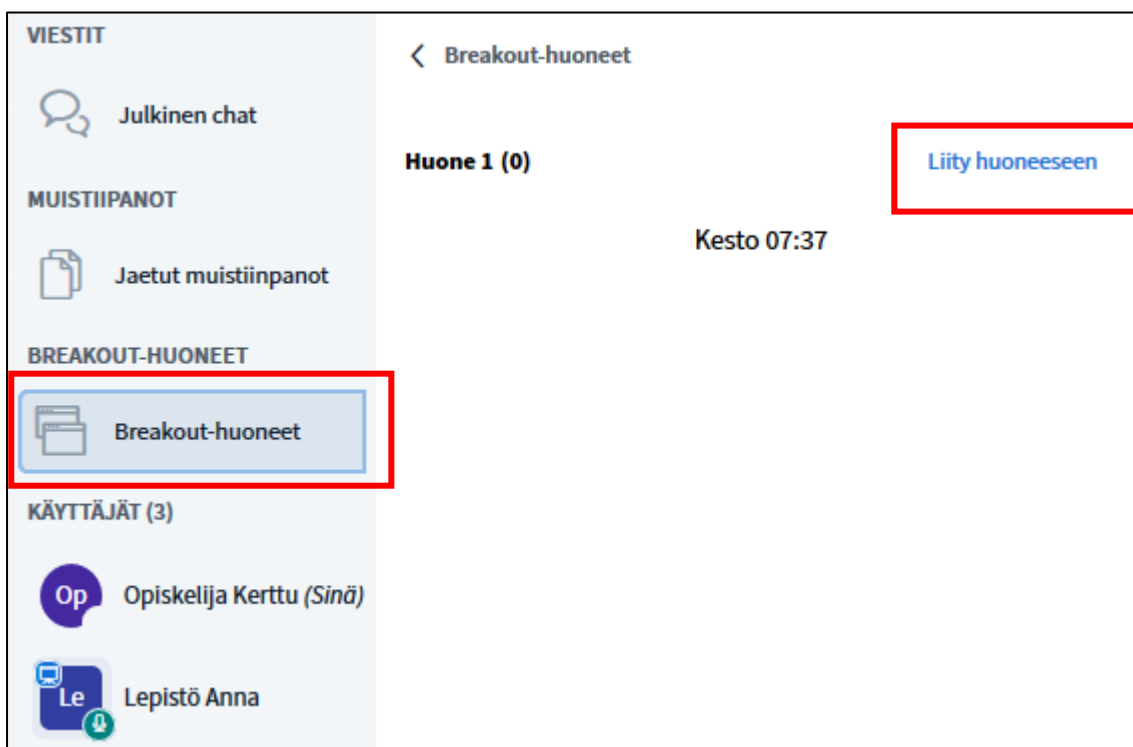 VIESTIT
Julkinen chat
MUISTIIPANOT
Jaetut muistiinpanot
BREAKOUT-HUONEET
Breakout-huoneet
KÄYTTÄJÄT (3)
Op Opiskelija Kerttu (Sinä)
Le Lepistö Anna
Breakout-huoneet
Huone 1 (0) Liity huoneeseen
Kesto 07:37